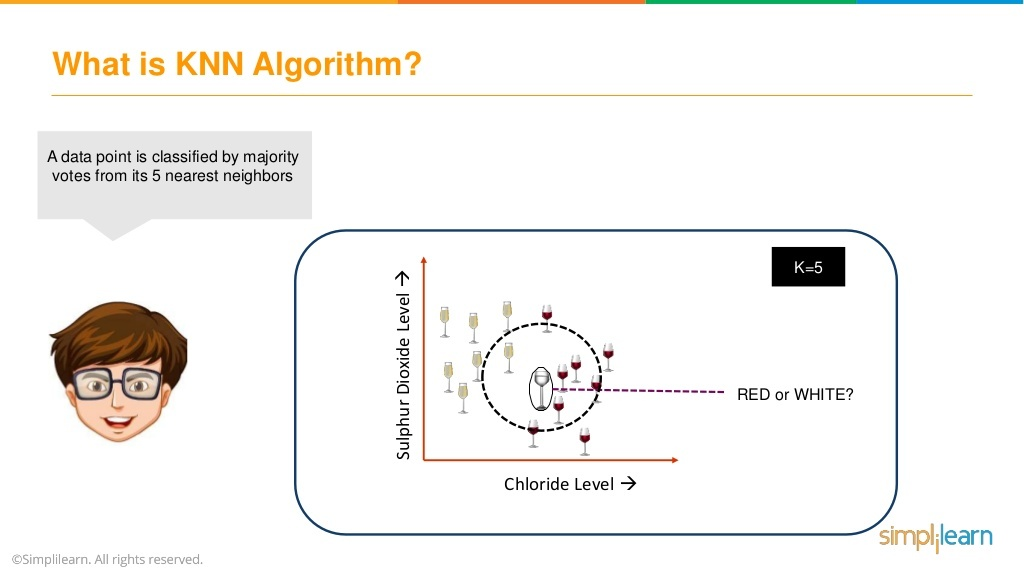 What is KNN Algorithm?
A data point is classified by majority
votes from its 5 nearest neighbors
K=5
Sulphur Dioxide Level →
RED or WHITE?
Chloride Level →
simplilearn
©Simplilearn. All rights reserved.